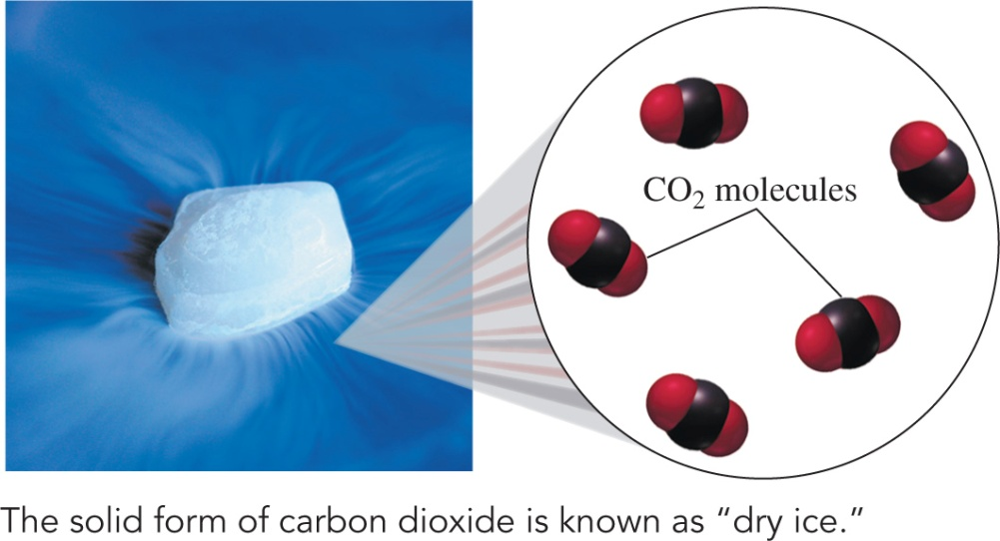 CO₂ molecules
The solid form of carbon dioxide is known as “dry ice.”